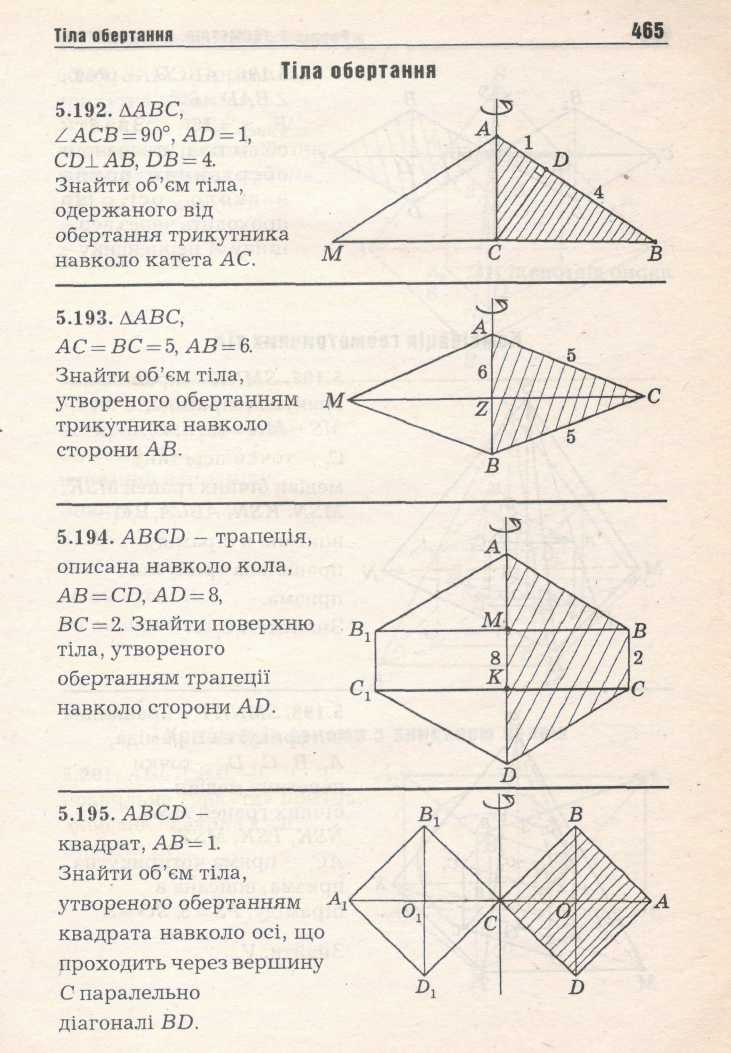 Тіла обертання 465
Тіла обертання
5.192. △ABC,
∠ACB=90°, AD=1,
CD⊥AB, DB=4.
Знайти об’єм тіла,
одержаного від
обертання трикутника
навколо катета AC.
A
1
D
4
M
C
B
5.193. △ABC,
AC=BC=5, AB=6.
Знайти об’єм тіла,
утвореного обертанням
трикутника навколо
сторони AB.
A
5
6
M
Z
C
5
B
5.194. ABCD – трапеція,
описана навколо кола,
AB=CD, AD=8,
BC=2. Знайти поверхню
тіла, утвореного
обертанням трапеції
навколо сторони AD.
A
B₁
M
B
8
2
C₁
K
C
D
5.195. ABCD –
квадрат, AB=1.
Знайти об’єм тіла,
утвореного обертанням
квадрата навколо осі, що
проходить через вершину
C паралельно
діагоналі BD.
B₁
B
A₁
O₁
C
O
A
D₁
D